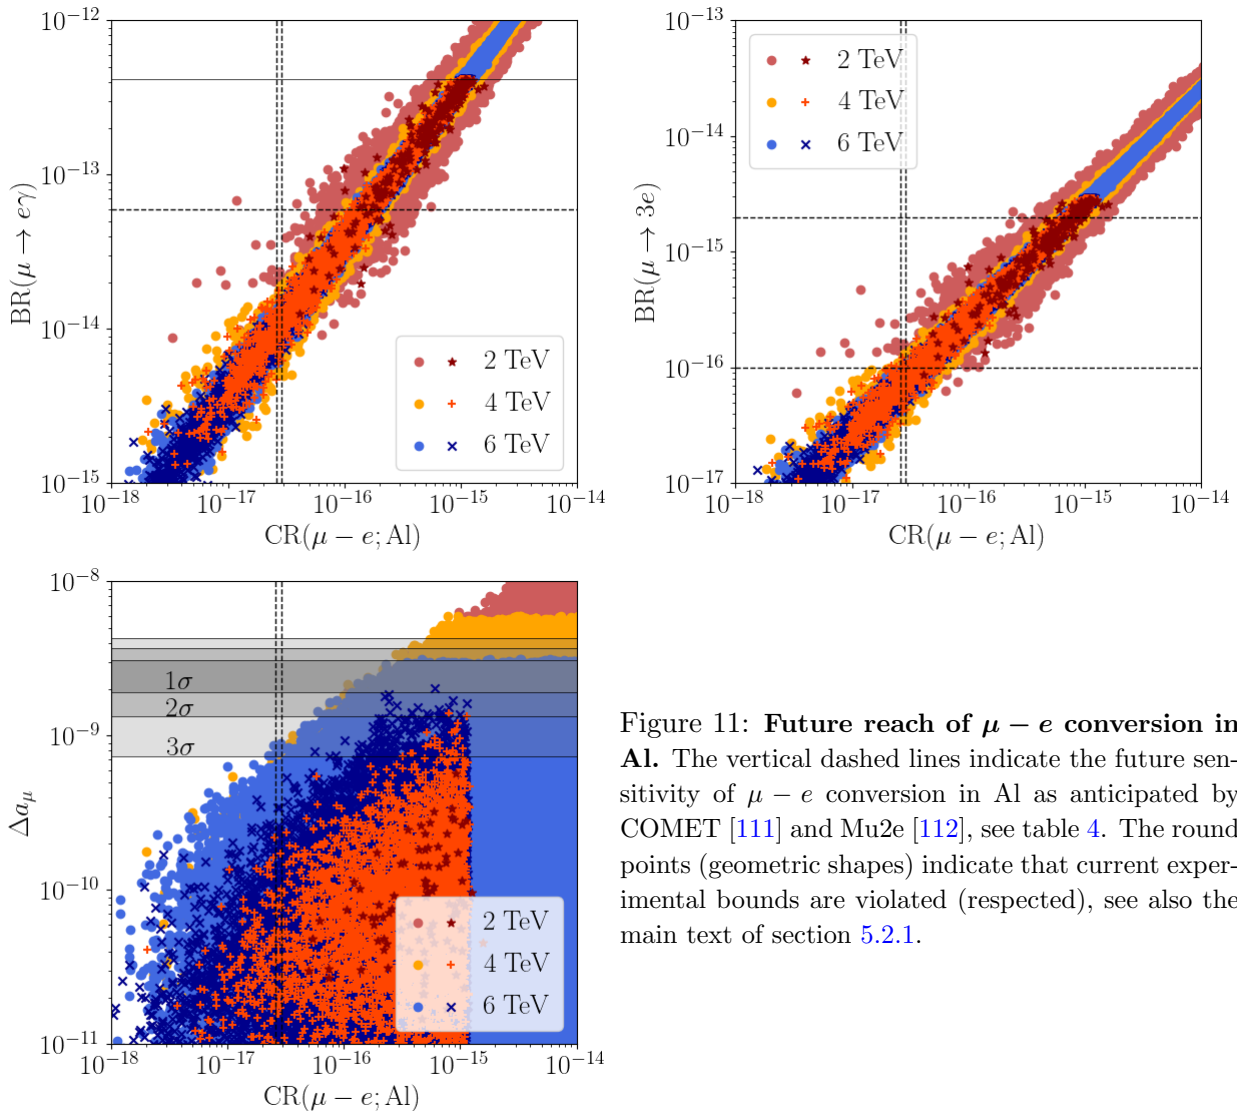 10⁻¹²
10⁻¹³
10⁻¹⁴
10⁻¹⁵
BR(μ → eγ)
2 TeV
4 TeV
6 TeV
10⁻¹⁸ 10⁻¹⁷ 10⁻¹⁶ 10⁻¹⁵ 10⁻¹⁴
CR(μ − e; Al)
10⁻¹³
10⁻¹⁴
10⁻¹⁵
10⁻¹⁶
10⁻¹⁷
BR(μ → 3e)
2 TeV
4 TeV
6 TeV
10⁻¹⁸ 10⁻¹⁷ 10⁻¹⁶ 10⁻¹⁵ 10⁻¹⁴
CR(μ − e; Al)
10⁻⁸
10⁻⁹
10⁻¹⁰
10⁻¹¹
Δaμ
1σ
2σ
3σ
2 TeV
4 TeV
6 TeV
10⁻¹⁸ 10⁻¹⁷ 10⁻¹⁶ 10⁻¹⁵ 10⁻¹⁴
CR(μ − e; Al)
Figure 11: Future reach of μ − e conversion in
Al. The vertical dashed lines indicate the future sen-
sitivity of μ − e conversion in Al as anticipated by
COMET [111] and Mu2e [112], see table 4. The round
points (geometric shapes) indicate that current exper-
imental bounds are violated (respected), see also the
main text of section 5.2.1.